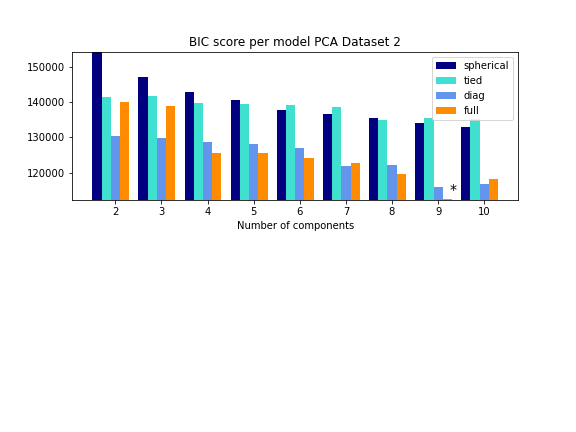 BIC score per model PCA Dataset 2
150000
140000
130000
120000
spherical
tied
diag
full
*
2 3 4 5 6 7 8 9 10
Number of components